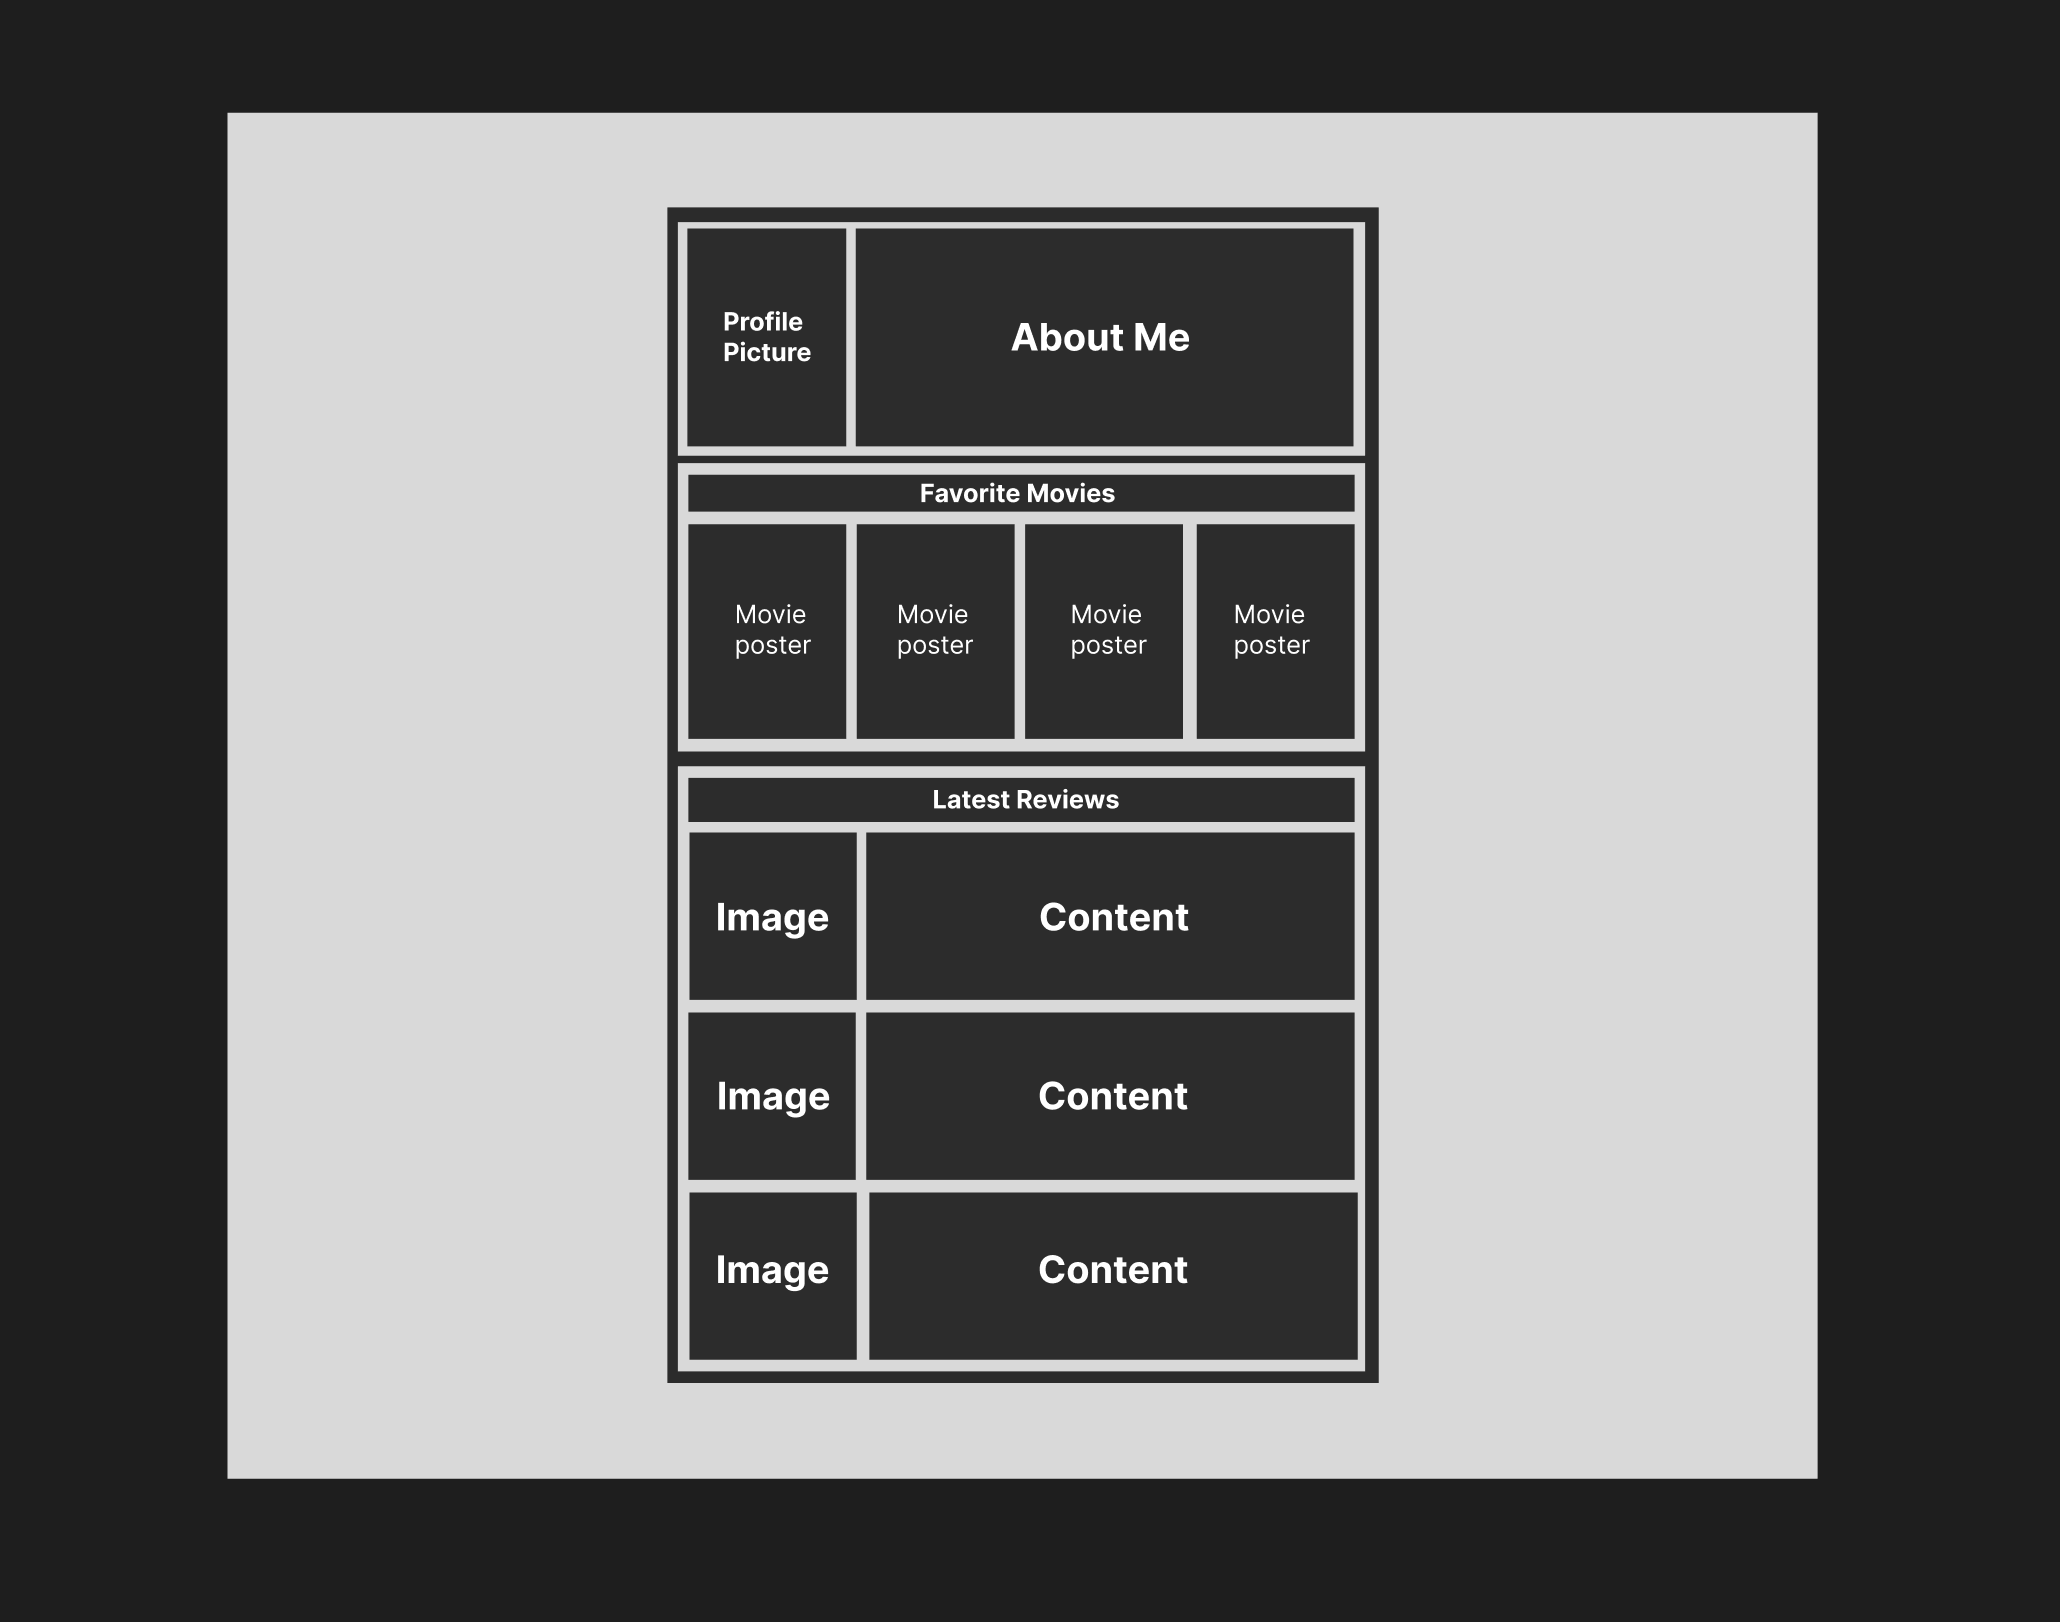 Profile
Picture
About Me
Favorite Movies
Movie
poster
Movie
poster
Movie
poster
Movie
poster
Latest Reviews
Image
Content
Image
Content
Image
Content